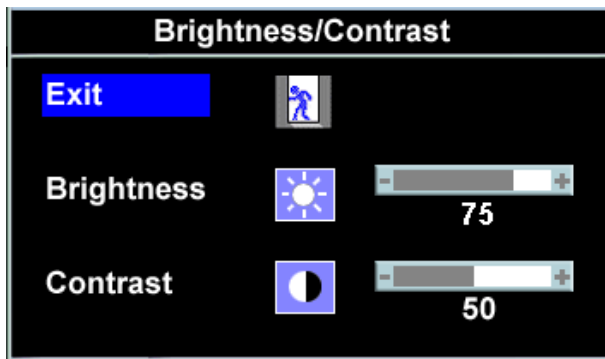 Brightness/Contrast
Exit
Brightness
- +
75
Contrast
- +
50